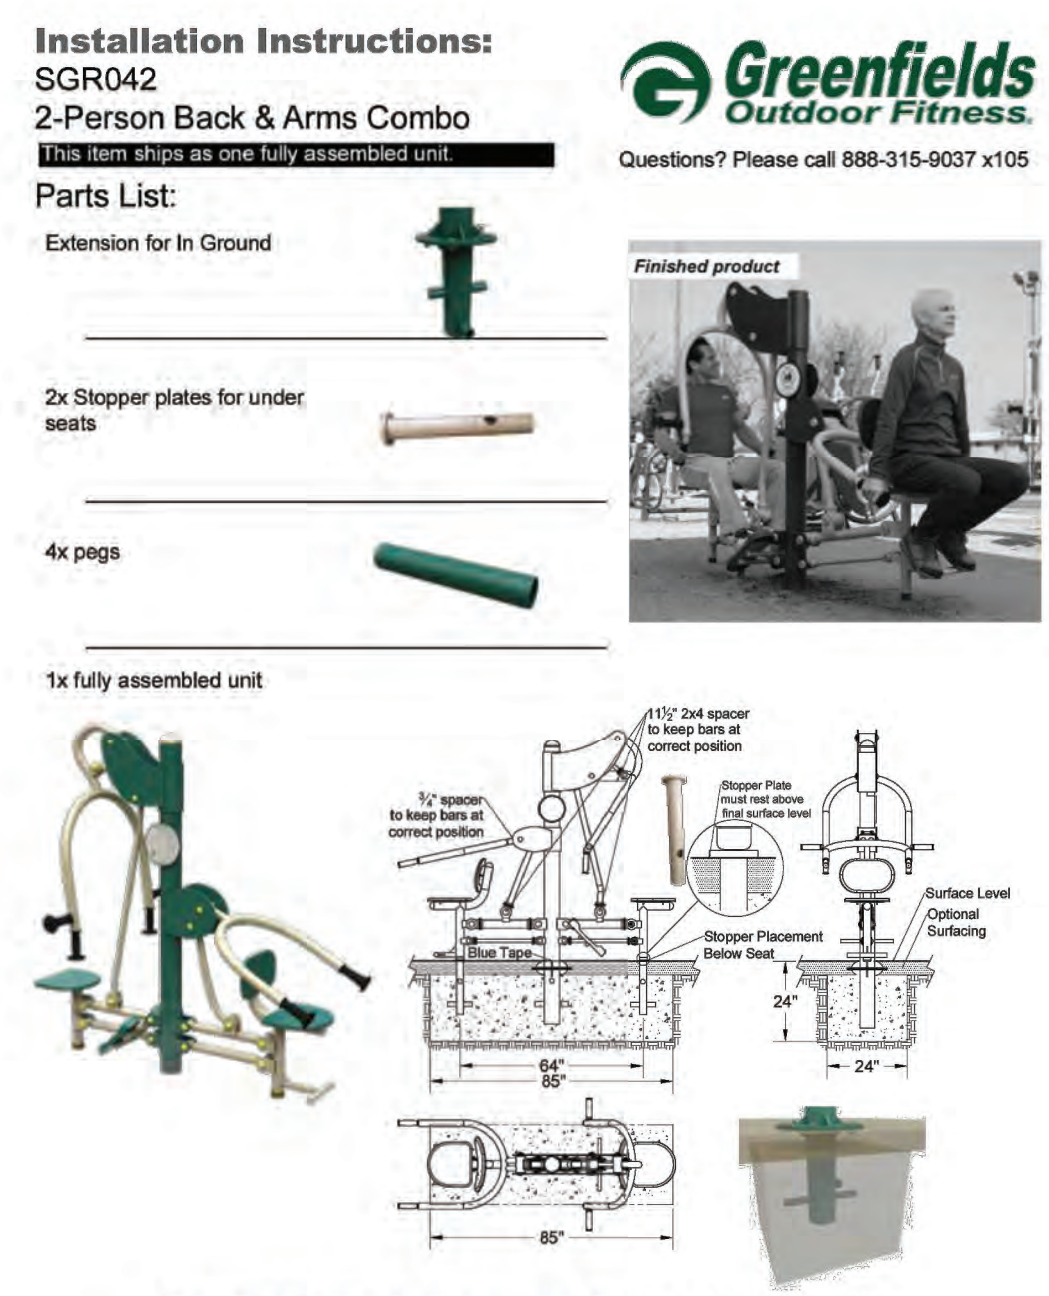 Installation Instructions:
SGR042
2-Person Back & Arms Combo
This item ships as one fully assembled unit.
Greenfields
Outdoor Fitness.
Questions? Please call 888-315-9037 x105
Parts List:
Extension for In Ground
2x Stopper plates for under
seats
4x pegs
1x fully assembled unit
Finished product
11½" 2x4 spacer
to keep bars at
correct position
¾" spacer
to keep bars at
correct position
Stopper Plate
must rest above
final surface level
Surface Level
Optional
Surfacing
Stopper Placement
Below Seat
Blue Tape
24"
64"
85"
24"
85"